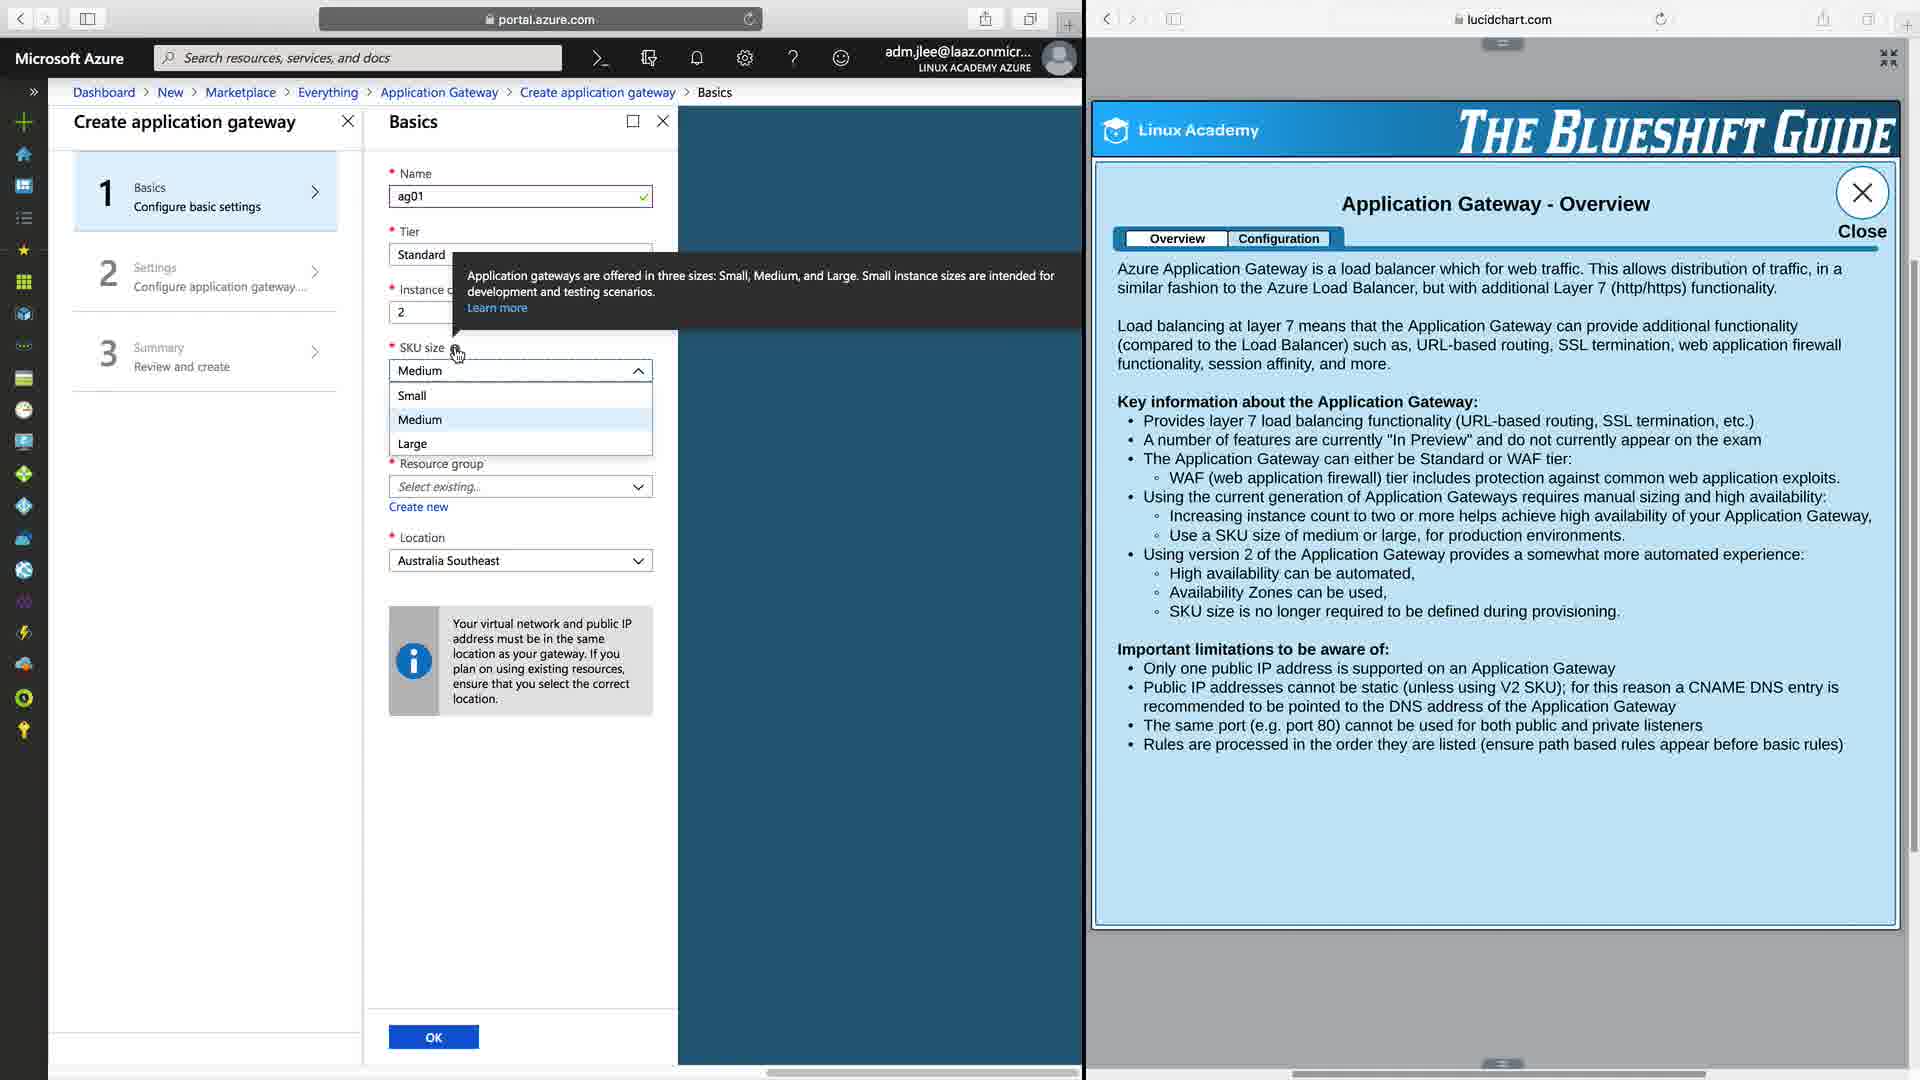 portal.azure.com
Microsoft Azure
Search resources, services, and docs
adm.jlee@laaz.onmicr...
LINUX ACADEMY AZURE
Dashboard > New > Marketplace > Everything > Application Gateway > Create application gateway > Basics
Create application gateway
1
Basics
Configure basic settings
2
Settings
Configure application gateway....
3
Summary
Review and create
Basics
* Name
ag01
* Tier
Standard
Application gateways are offered in three sizes: Small, Medium, and Large. Small instance sizes are intended for
development and testing scenarios.
Learn more
* Instance c
2
* SKU size
Medium
Small
Medium
Large
* Resource group
Select existing...
Create new
* Location
Australia Southeast
Your virtual network and public IP
address must be in the same
location as your gateway. If you
plan on using existing resources,
ensure that you select the correct
location.
OK
lucidchart.com
Linux Academy
THE BLUESHIFT GUIDE
Application Gateway - Overview
Close
Overview
Configuration
Azure Application Gateway is a load balancer which for web traffic. This allows distribution of traffic, in a
similar fashion to the Azure Load Balancer, but with additional Layer 7 (http/https) functionality.
Load balancing at layer 7 means that the Application Gateway can provide additional functionality
(compared to the Load Balancer) such as, URL-based routing, SSL termination, web application firewall
functionality, session affinity, and more.
Key information about the Application Gateway:
• Provides layer 7 load balancing functionality (URL-based routing, SSL termination, etc.)
• A number of features are currently "In Preview" and do not currently appear on the exam
• The Application Gateway can either be Standard or WAF tier:
◦ WAF (web application firewall) tier includes protection against common web application exploits.
• Using the current generation of Application Gateways requires manual sizing and high availability:
◦ Increasing instance count to two or more helps achieve high availability of your Application Gateway,
◦ Use a SKU size of medium or large, for production environments.
• Using version 2 of the Application Gateway provides a somewhat more automated experience:
◦ High availability can be automated,
◦ Availability Zones can be used,
◦ SKU size is no longer required to be defined during provisioning.
Important limitations to be aware of:
• Only one public IP address is supported on an Application Gateway
• Public IP addresses cannot be static (unless using V2 SKU); for this reason a CNAME DNS entry is
recommended to be pointed to the DNS address of the Application Gateway
• The same port (e.g. port 80) cannot be used for both public and private listeners
• Rules are processed in the order they are listed (ensure path based rules appear before basic rules)